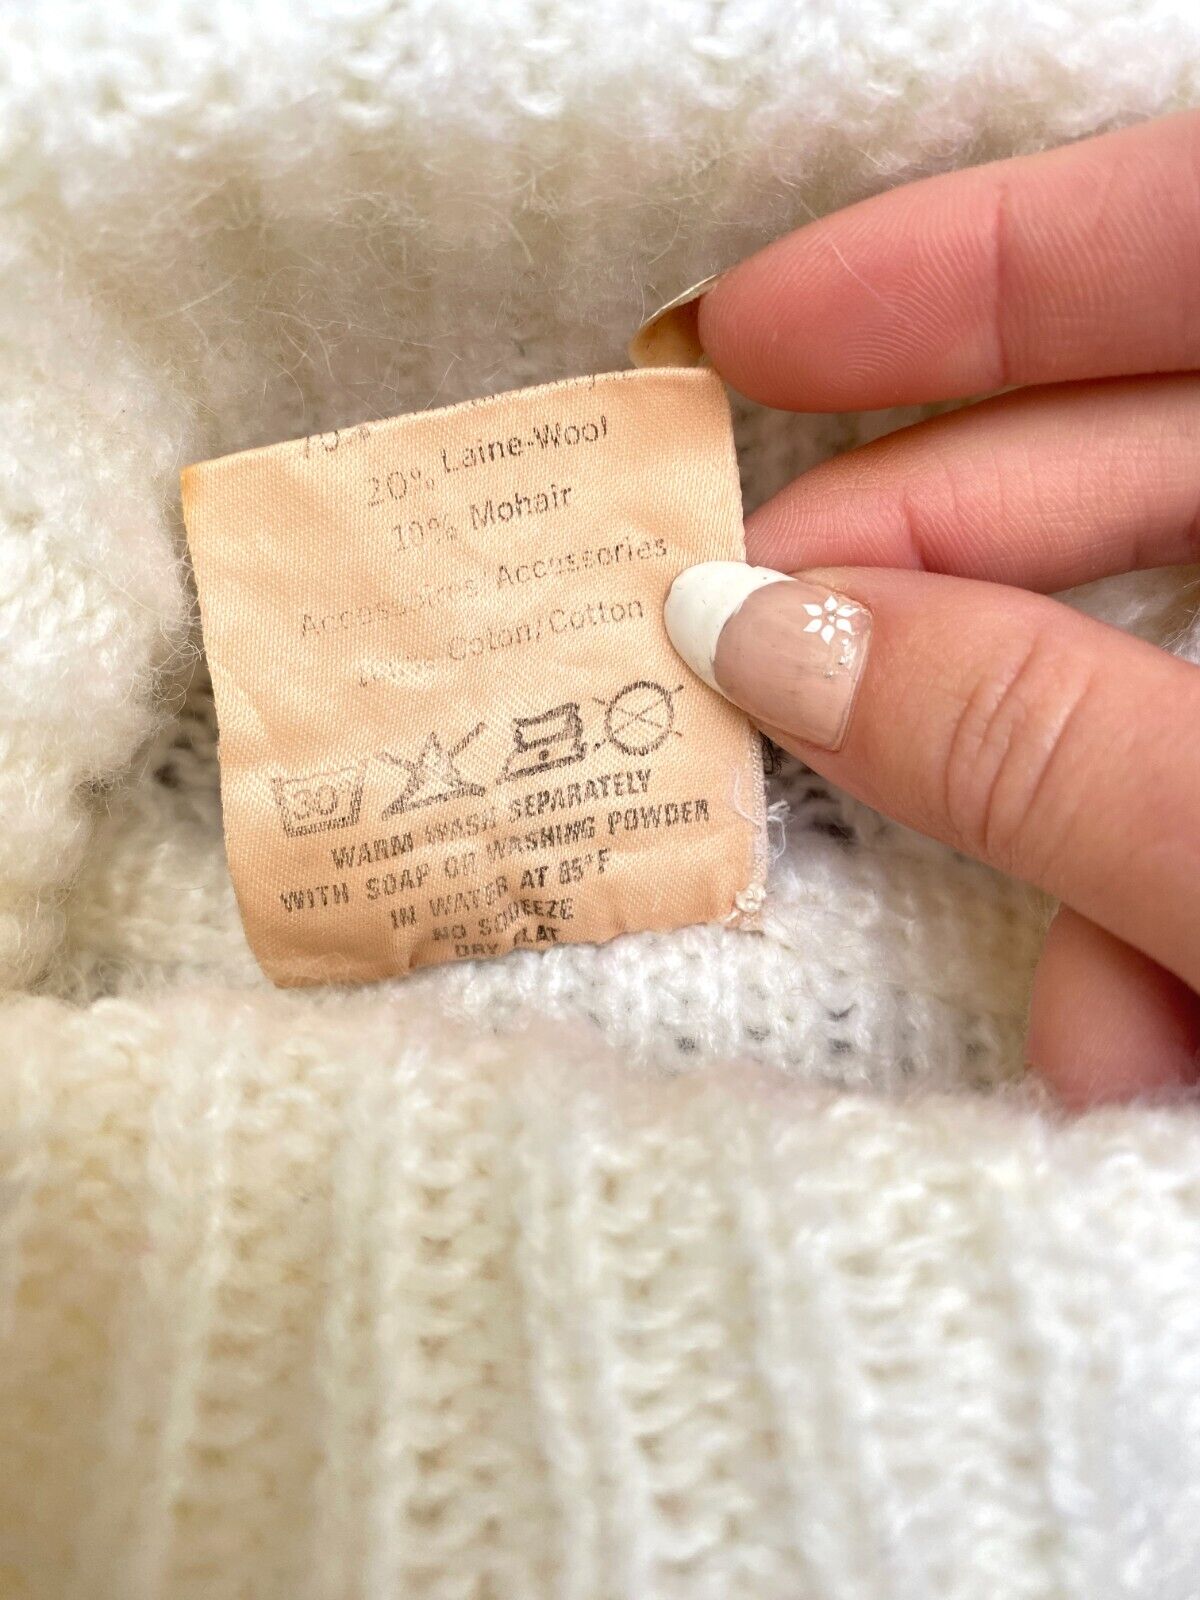 20% Laine-Wool
10% Mohair
Accessoires/Accessories
Coton/Cotton
30
WARM WASH SEPARATELY
WITH SOAP OR WASHING POWDER
IN WATER AT 85°F
NO SQUEEZE
DRY FLAT